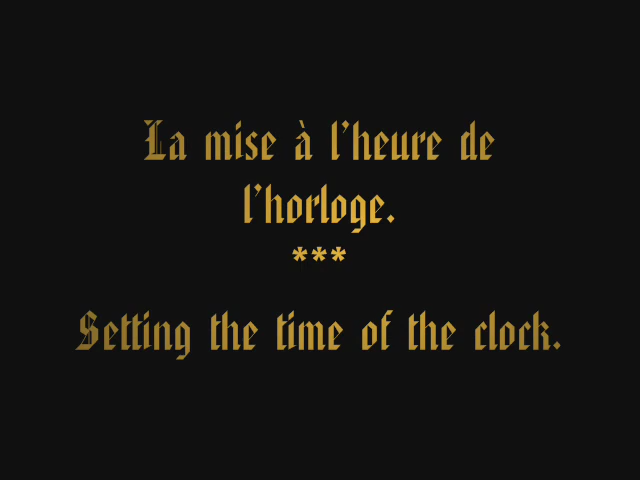 La mise à l'heure de
l'horloge.
***
Setting the time of the clock.